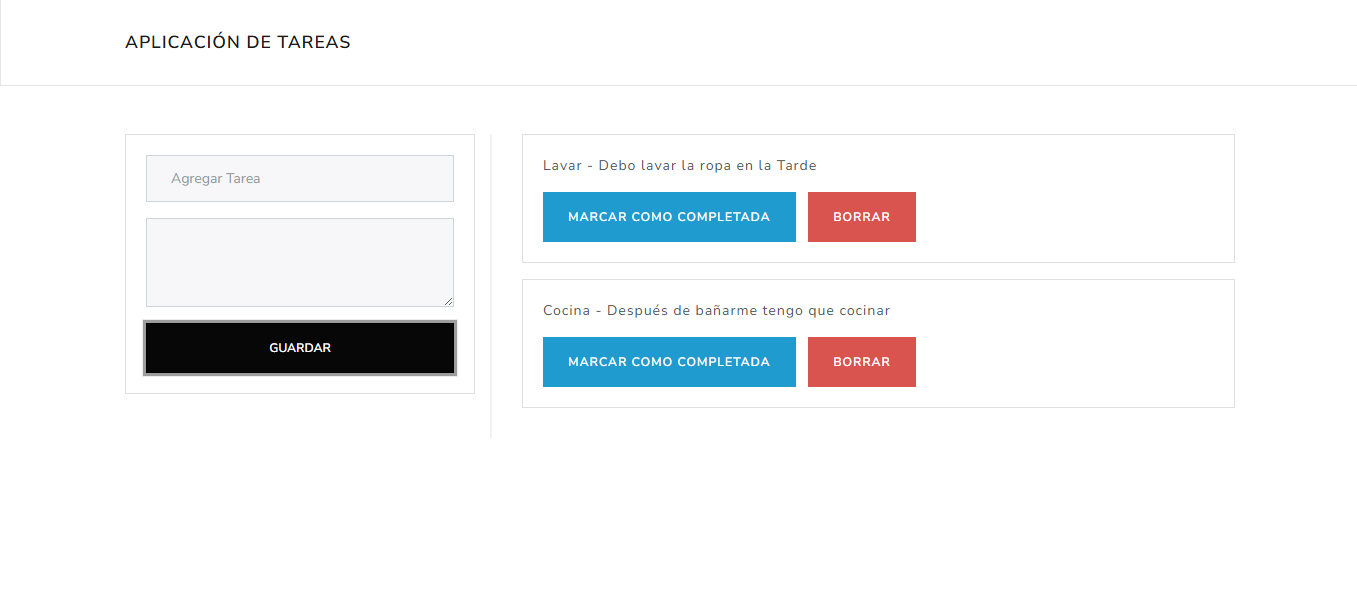 APLICACIÓN DE TAREAS
Agregar Tarea
GUARDAR
Lavar - Debo lavar la ropa en la Tarde
MARCAR COMO COMPLETADA
BORRAR
Cocina - Después de bañarme tengo que cocinar
MARCAR COMO COMPLETADA
BORRAR